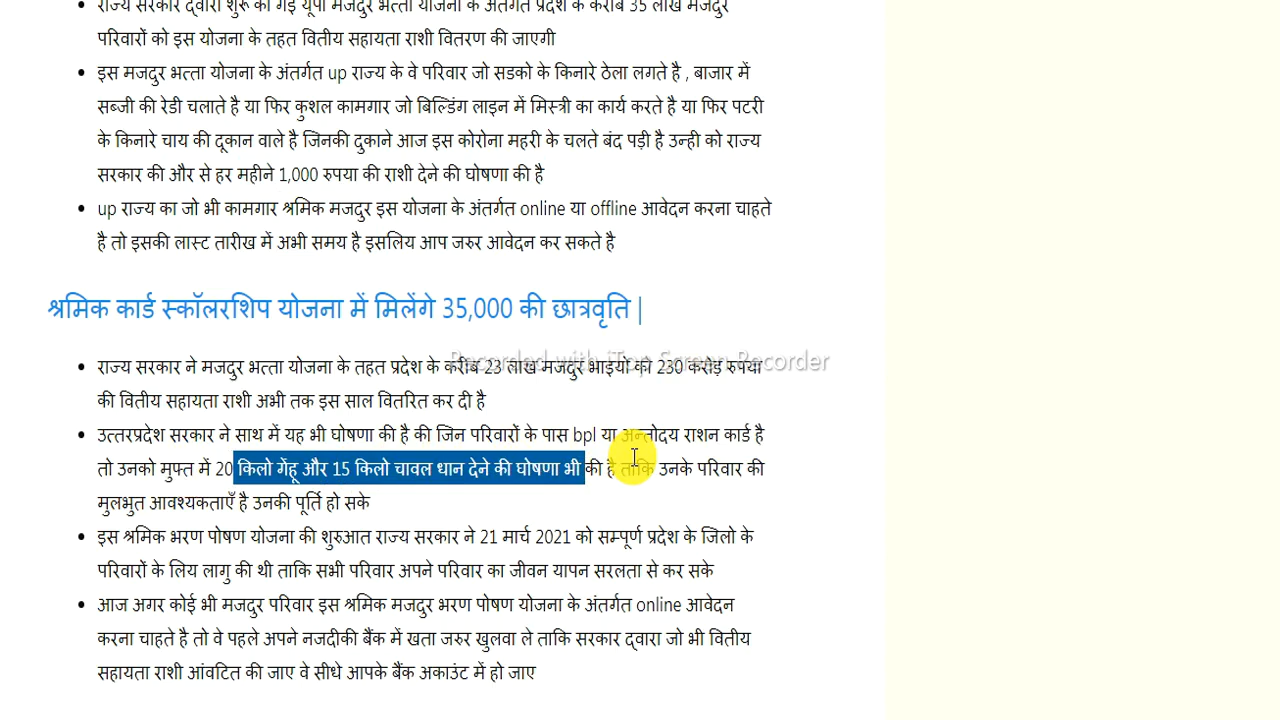 राज्य सरकार द्वारा शुरू की गई यूपी मजदुर भत्ता योजना के अंतर्गत प्रदेश के करीब 35 लाख मजदुर
परिवारों को इस योजना के तहत वितीय सहायता राशी वितरण की जाएगी
इस मजदुर भत्ता योजना के अंतर्गत up राज्य के वे परिवार जो सडको के किनारे ठेला लगते है , बाजार में
सब्जी की रेडी चलाते है या फिर कुशल कामगार जो बिल्डिंग लाइन में मिस्त्री का कार्य करते है या फिर पटरी
के किनारे चाय की दूकान वाले है जिनकी दुकाने आज इस कोरोना महरी के चलते बंद पड़ी है उन्ही को राज्य
सरकार की और से हर महीने 1,000 रुपया की राशी देने की घोषणा की है
up राज्य का जो भी कामगार श्रमिक मजदुर इस योजना के अंतर्गत online या offline आवेदन करना चाहते
है तो इसकी लास्ट तारीख में अभी समय है इसलिय आप जरुर आवेदन कर सकते है
श्रमिक कार्ड स्कॉलरशिप योजना में मिलेंगे 35,000 की छात्रवृति |
राज्य सरकार ने मजदुर भत्ता योजना के तहत प्रदेश के करीब 23 लाख मजदुर भाइयो को 230 करोड़ रुपया
Recorded with iTop Screen Recorder
की वितीय सहायता राशी अभी तक इस साल वितरित कर दी है
उत्तरप्रदेश सरकार ने साथ में यह भी घोषणा की है की जिन परिवारों के पास bpl या अन्तोदय राशन कार्ड है
तो उनको मुफ्त में 20 किलो गेंहू और 15 किलो चावल धान देने की घोषणा भी की है ताकि उनके परिवार की
मुलभुत आवश्यकताएँ है उनकी पूर्ति हो सके
इस श्रमिक भरण पोषण योजना की शुरुआत राज्य सरकार ने 21 मार्च 2021 को सम्पूर्ण प्रदेश के जिलो के
परिवारों के लिय लागु की थी ताकि सभी परिवार अपने परिवार का जीवन यापन सरलता से कर सके
आज अगर कोई भी मजदुर परिवार इस श्रमिक मजदुर भरण पोषण योजना के अंतर्गत online आवेदन
करना चाहते है तो वे पहले अपने नजदीकी बैंक में खता जरुर खुलवा ले ताकि सरकार द्वारा जो भी वितीय
सहायता राशी आंवटित की जाए वे सीधे आपके बैंक अकाउंट में हो जाए